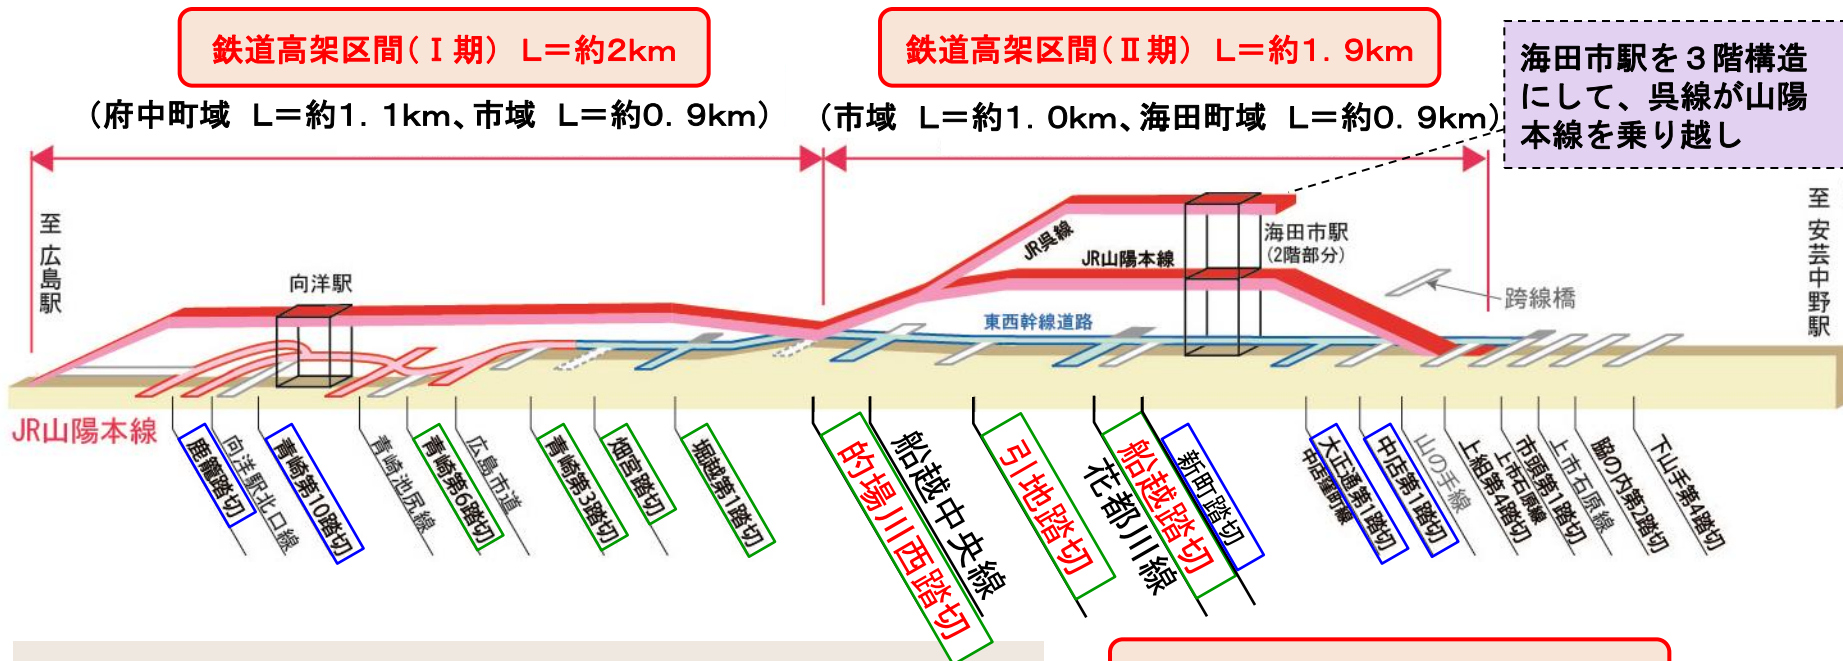 鉄道高架区間(Ⅰ期) L=約2km
鉄道高架区間(Ⅱ期) L=約1.9km
海田市駅を3階構造
にして、呉線が山陽
本線を乗り越し
(府中町域 L=約1.1km、市域 L=約0.9km)
(市域 L=約1.0km、海田町域 L=約0.9km)
至 広島駅
至 安芸中野駅
向洋駅
JR呉線
JR山陽本線
海田市駅
(2階部分)
跨線橋
東西幹線道路
JR山陽本線
鹿籠踏切
向洋駅北口線
青崎第10踏切
青崎池尻線
青崎第6踏切
広島市道
青崎第3踏切
畑宮踏切
堀越第1踏切
的場川西踏切
船越中央線
引地踏切
花都川線
船越踏切
新町踏切
中店窪町線
大正通第1踏切
中店第1踏切
山の手線
上組第4踏切
上市石原線
市頭第1踏切
上市石原線
脇の内第2踏切
下山手第4踏切